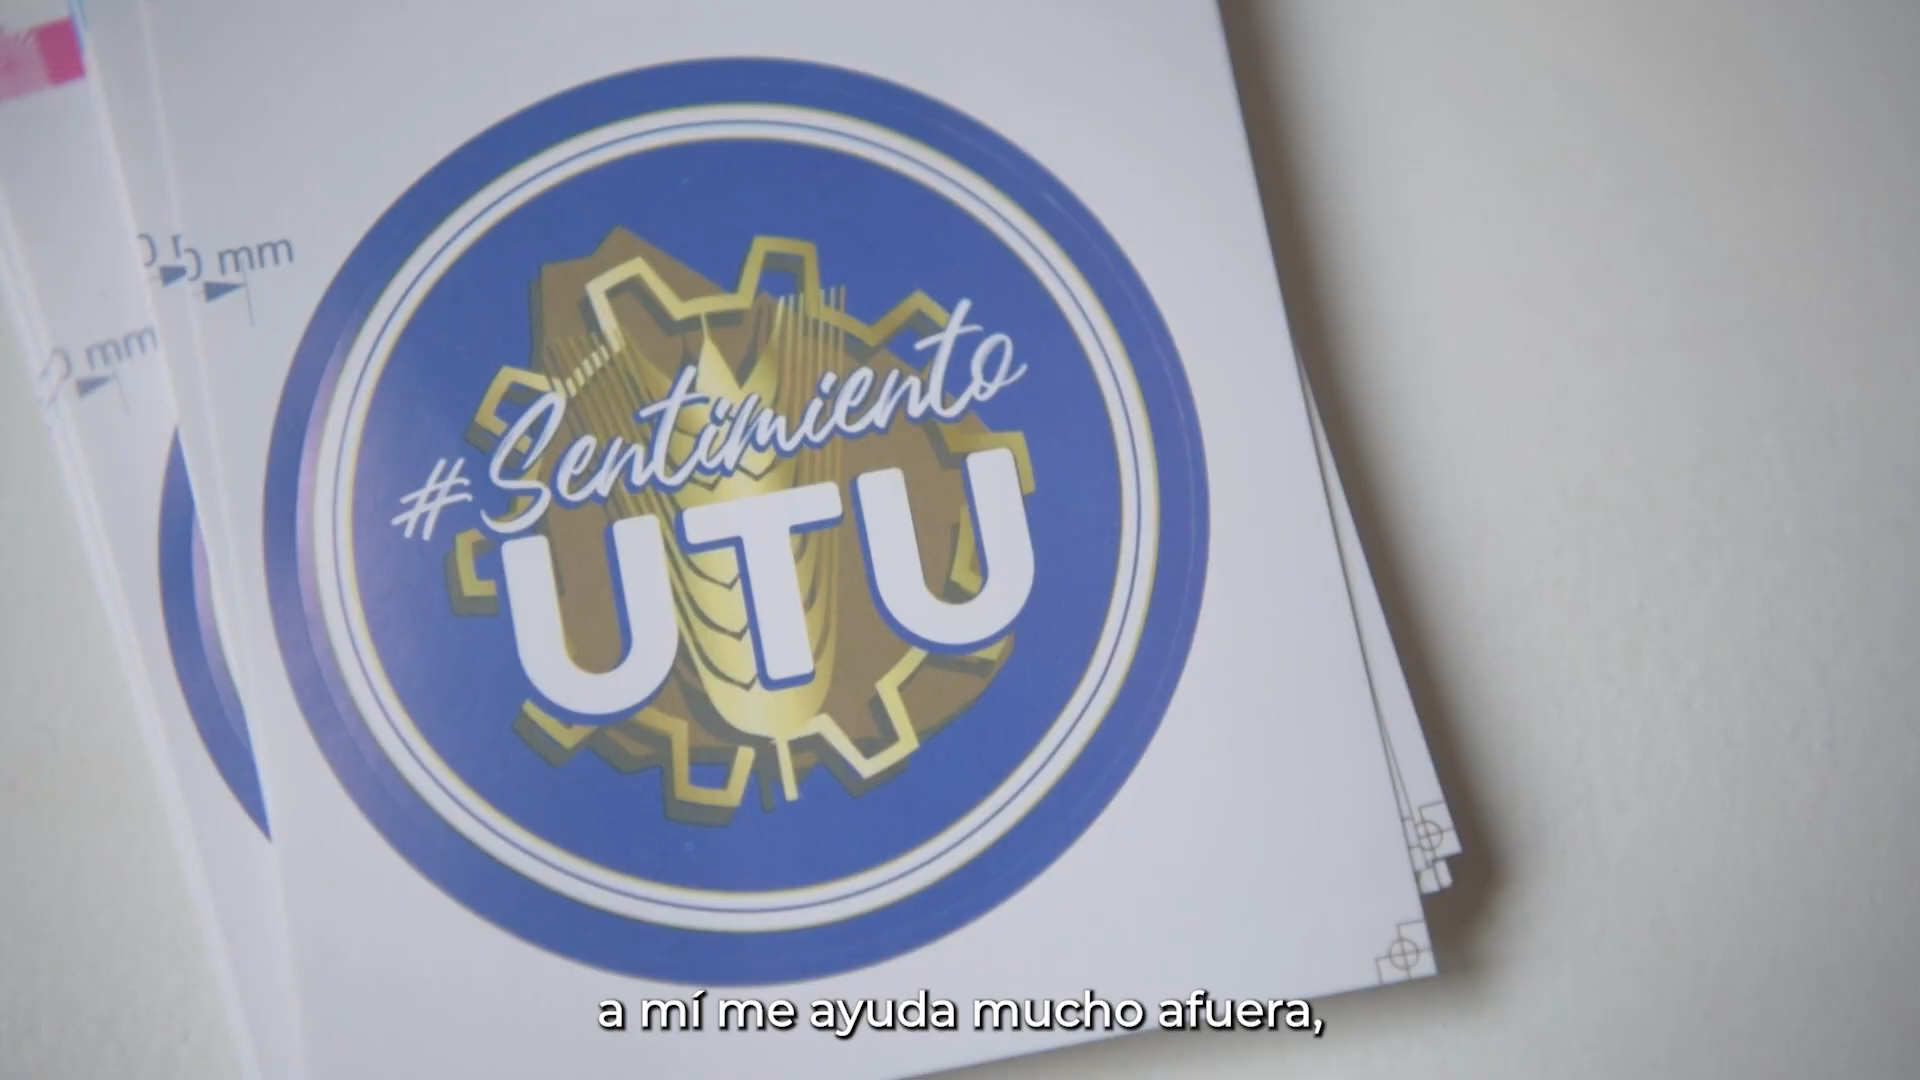 mm
mm
#Sentimiento
UTU
a mí me ayuda mucho afuera,